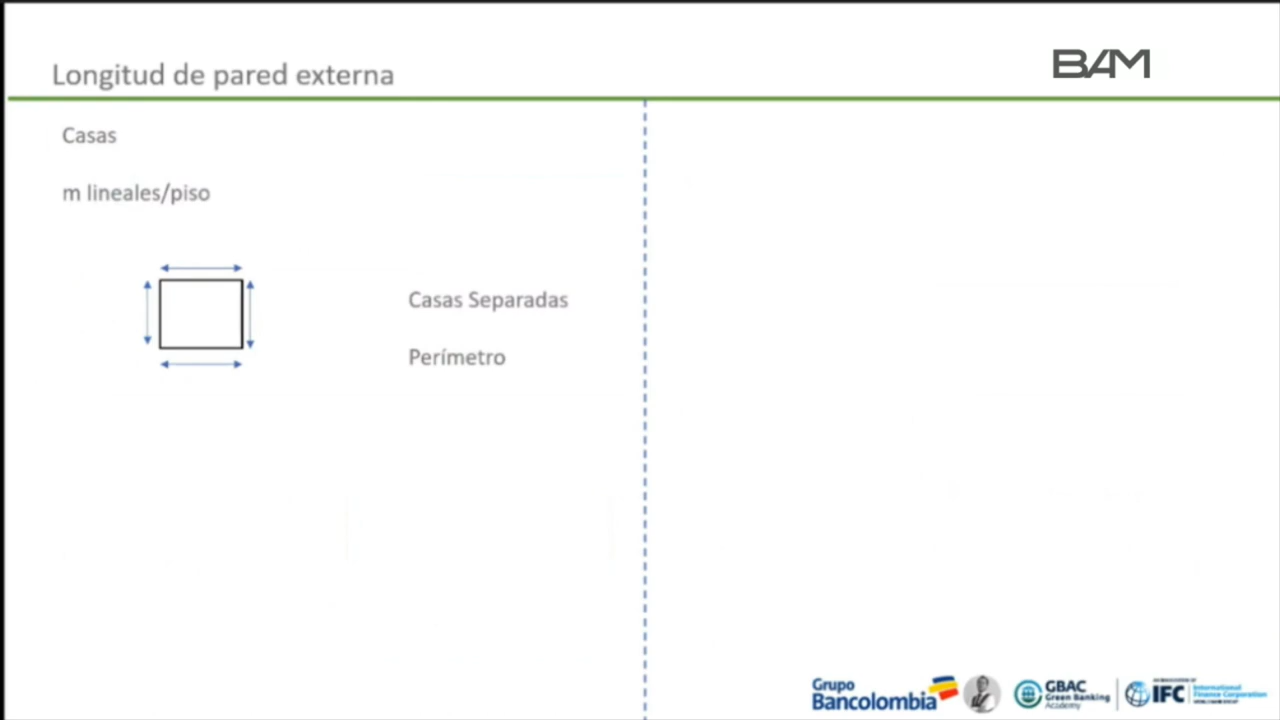 Longitud de pared externa
BAM
Casas
m lineales/piso
Casas Separadas
Perímetro
Grupo
Bancolombia
GBAC
Green Banking
Academy
IFC
International
Finance Corporation